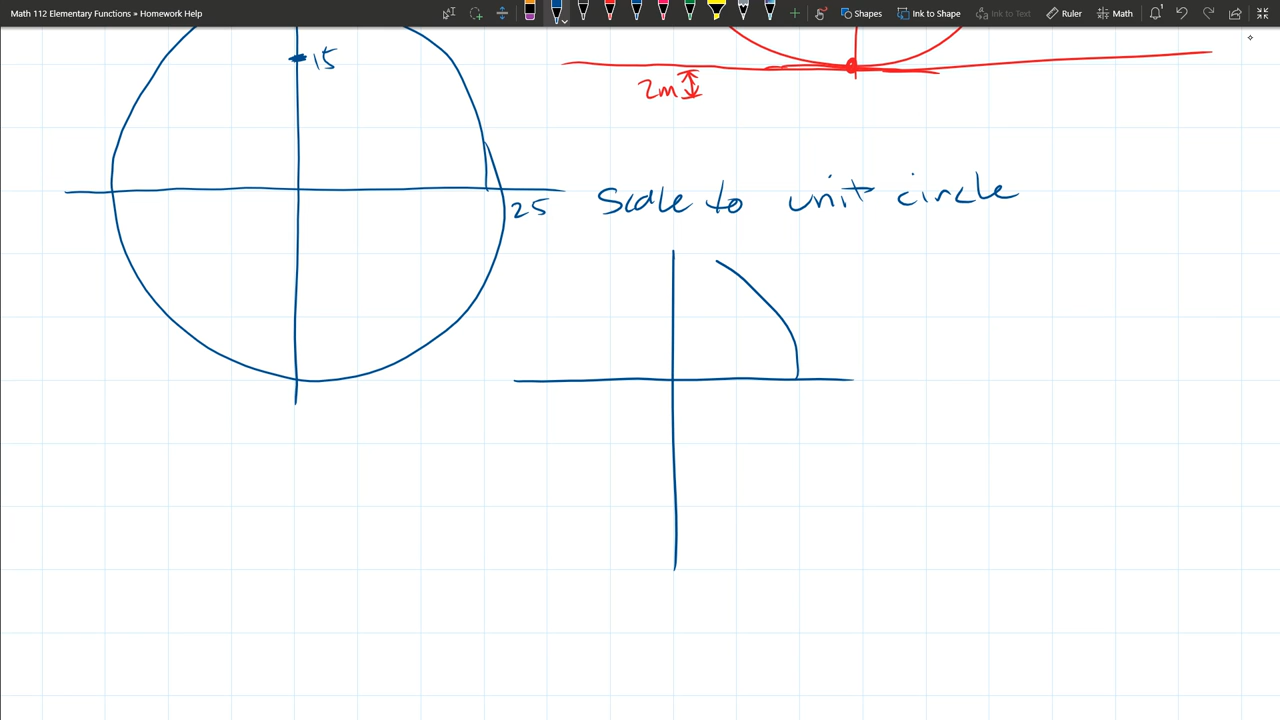 Math 112 Elementary Functions » Homework Help
Shapes
Ink to Shape
Ink to Text
Ruler
Math
1
15
2m
25
Scale to unit circle